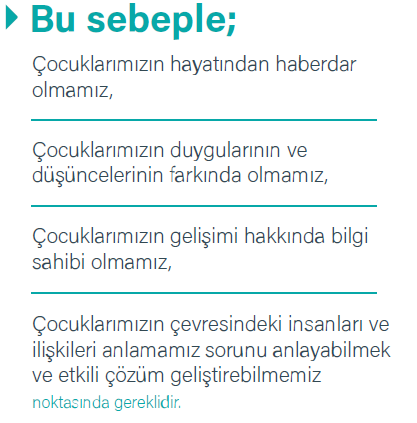 Bu sebeple;
Çocuklarımızın hayatından haberdar
olmamız,
Çocuklarımızın duygularının ve
düşüncelerinin farkında olmamız,
Çocuklarımızın gelişimi hakkında bilgi
sahibi olmamız,
Çocuklarımızın çevresindeki insanları ve
ilişkileri anlamamız sorunu anlayabilmek
ve etkili çözüm geliştirebilmemiz
noktasında gereklidir.